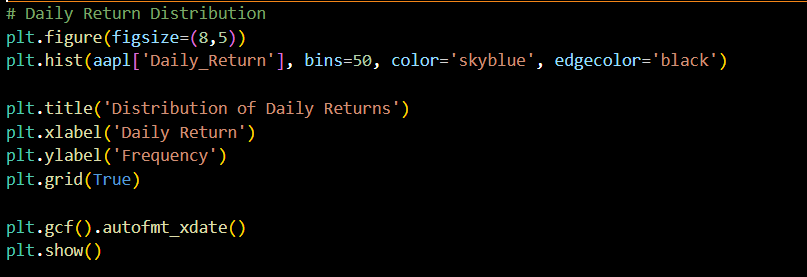 # Daily Return Distribution
plt.figure(figsize=(8,5))
plt.hist(aapl['Daily_Return'], bins=50, color='skyblue', edgecolor='black')
plt.title('Distribution of Daily Returns')
plt.xlabel('Daily Return')
plt.ylabel('Frequency')
plt.grid(True)
plt.gcf().autofmt_xdate()
plt.show()